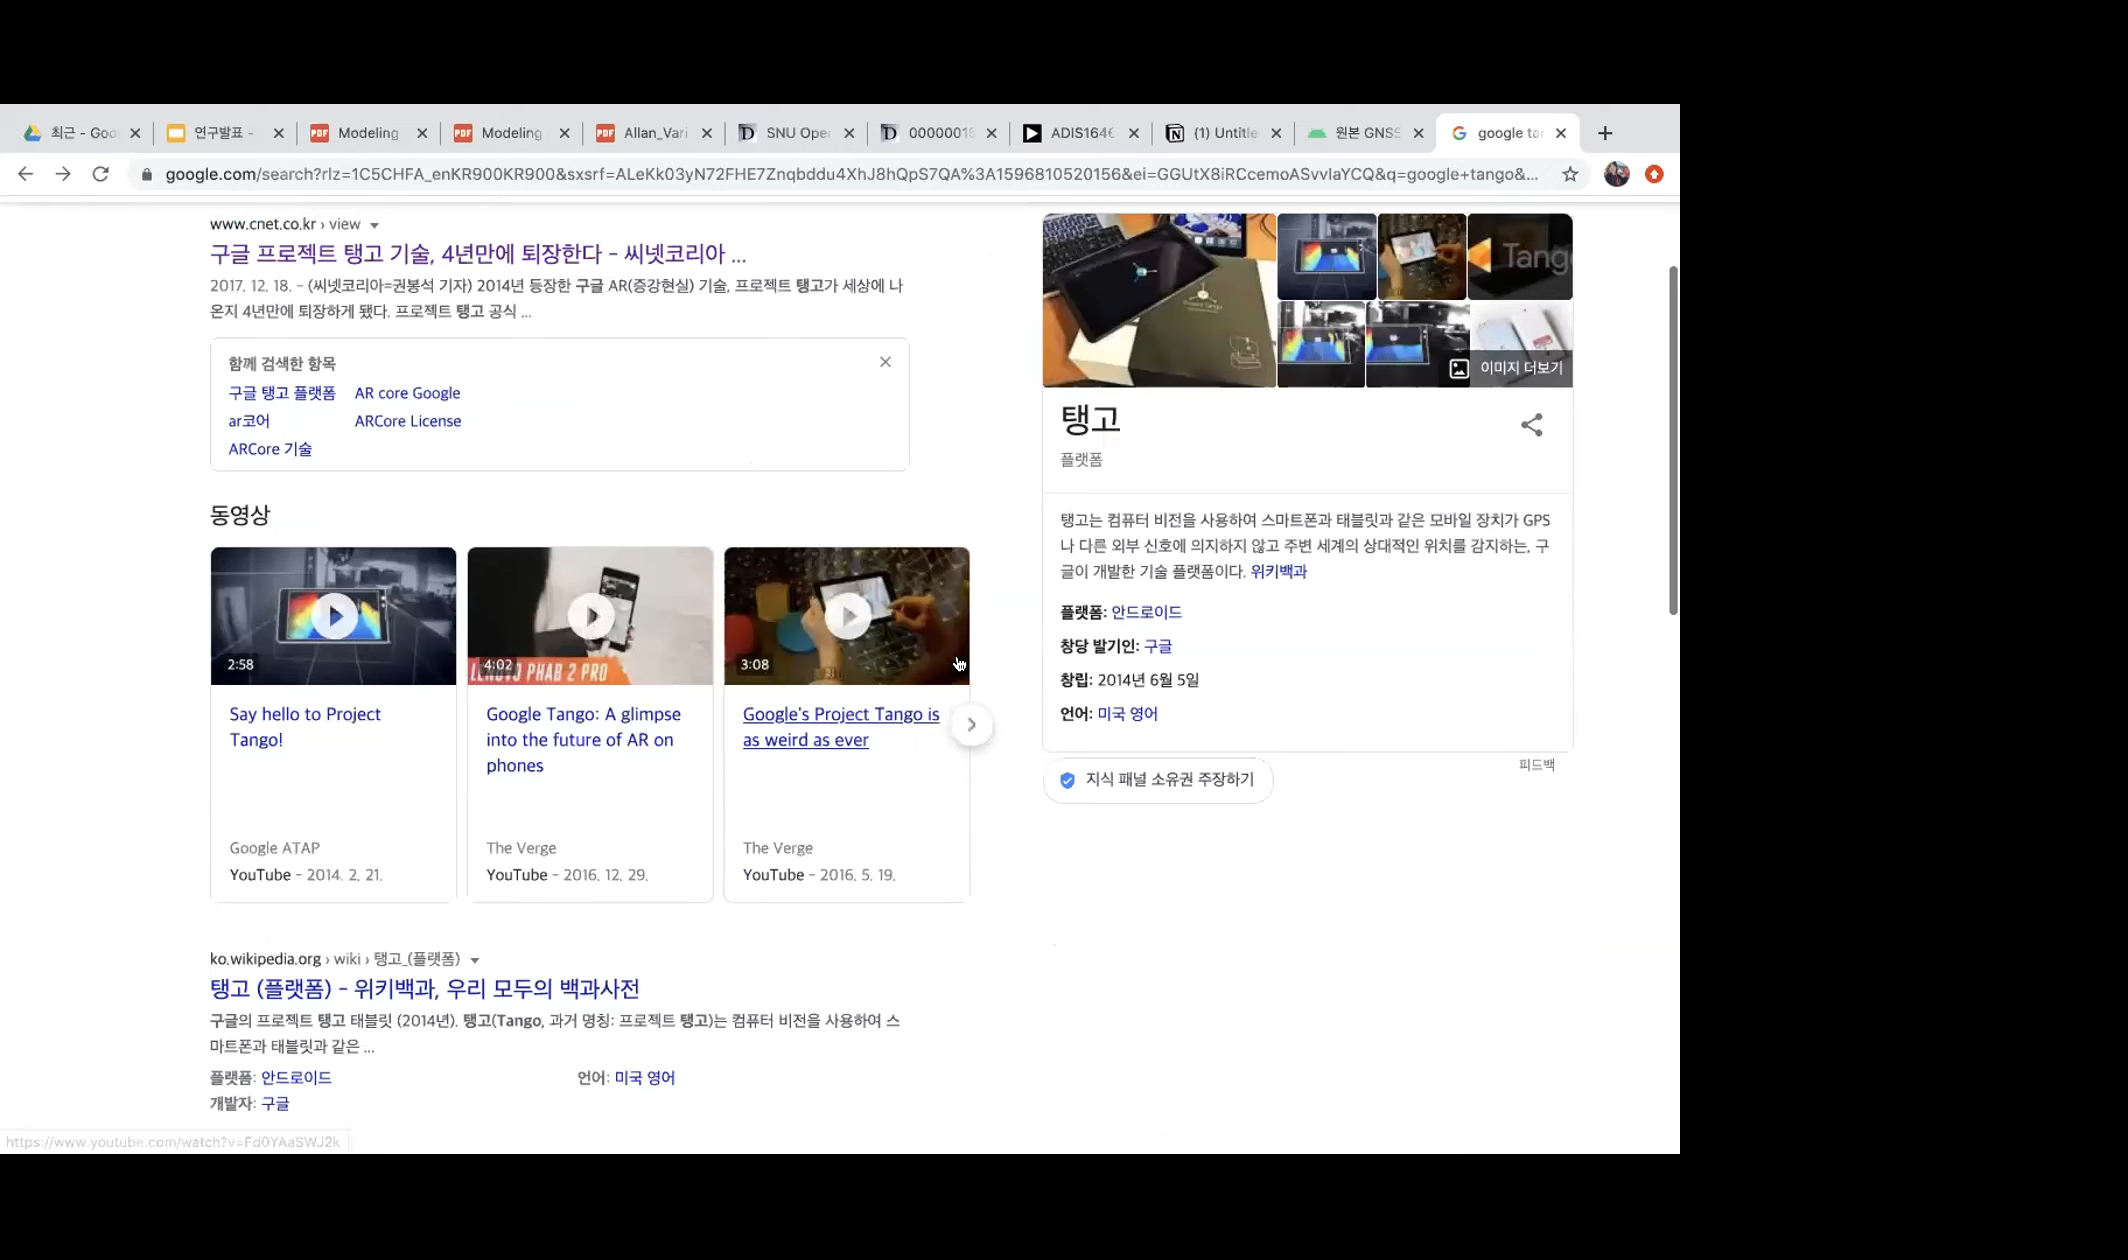 최근 - Goo
연구발표 -
PDF Modeling
PDF Modeling
PDF Allan_Vari
D SNU Ope
D 0000001
ADIS164
(1) Untitle
원본 GNSS
google tan
google.com/search?rlz=1C5CHFA_enKR900KR900&sxsrf=ALeKk03yN72FHE7Znqbddu4XhJ8hQpS7QA%3A1596810520156&ei=GGUtX8iRCcemoASvvIaYCQ&q=google+tango&...
www.cnet.co.kr › view
구글 프로젝트 탱고 기술, 4년만에 퇴장한다 - 씨넷코리아 ...
2017. 12. 18. - (씨넷코리아=권봉석 기자) 2014년 등장한 구글 AR(증강현실) 기술, 프로젝트 탱고가 세상에 나
온지 4년만에 퇴장하게 됐다. 프로젝트 탱고 공식 ...
함께 검색한 항목
구글 탱고 플랫폼 AR core Google
ar코어 ARCore License
ARCore 기술
동영상
2:58
4:02
LENOVO PHAB 2 PRO
3:08
Say hello to Project
Tango!
Google ATAP
YouTube - 2014. 2. 21.
Google Tango: A glimpse
into the future of AR on
phones
The Verge
YouTube - 2016. 12. 29.
Google's Project Tango is
as weird as ever
The Verge
YouTube - 2016. 5. 19.
ko.wikipedia.org › wiki › 탱고_(플랫폼)
탱고 (플랫폼) - 위키백과, 우리 모두의 백과사전
구글의 프로젝트 탱고 태블릿 (2014년). 탱고(Tango, 과거 명칭: 프로젝트 탱고)는 컴퓨터 비전을 사용하여 스
마트폰과 태블릿과 같은 ...
플랫폼: 안드로이드 언어: 미국 영어
개발자: 구글
https://www.youtube.com/watch?v=Fd0YAaSWJ2k
Tango
이미지 더보기
탱고
플랫폼
탱고는 컴퓨터 비전을 사용하여 스마트폰과 태블릿과 같은 모바일 장치가 GPS
나 다른 외부 신호에 의지하지 않고 주변 세계의 상대적인 위치를 감지하는, 구
글이 개발한 기술 플랫폼이다. 위키백과
플랫폼: 안드로이드
창당 발기인: 구글
창립: 2014년 6월 5일
언어: 미국 영어
피드백
지식 패널 소유권 주장하기